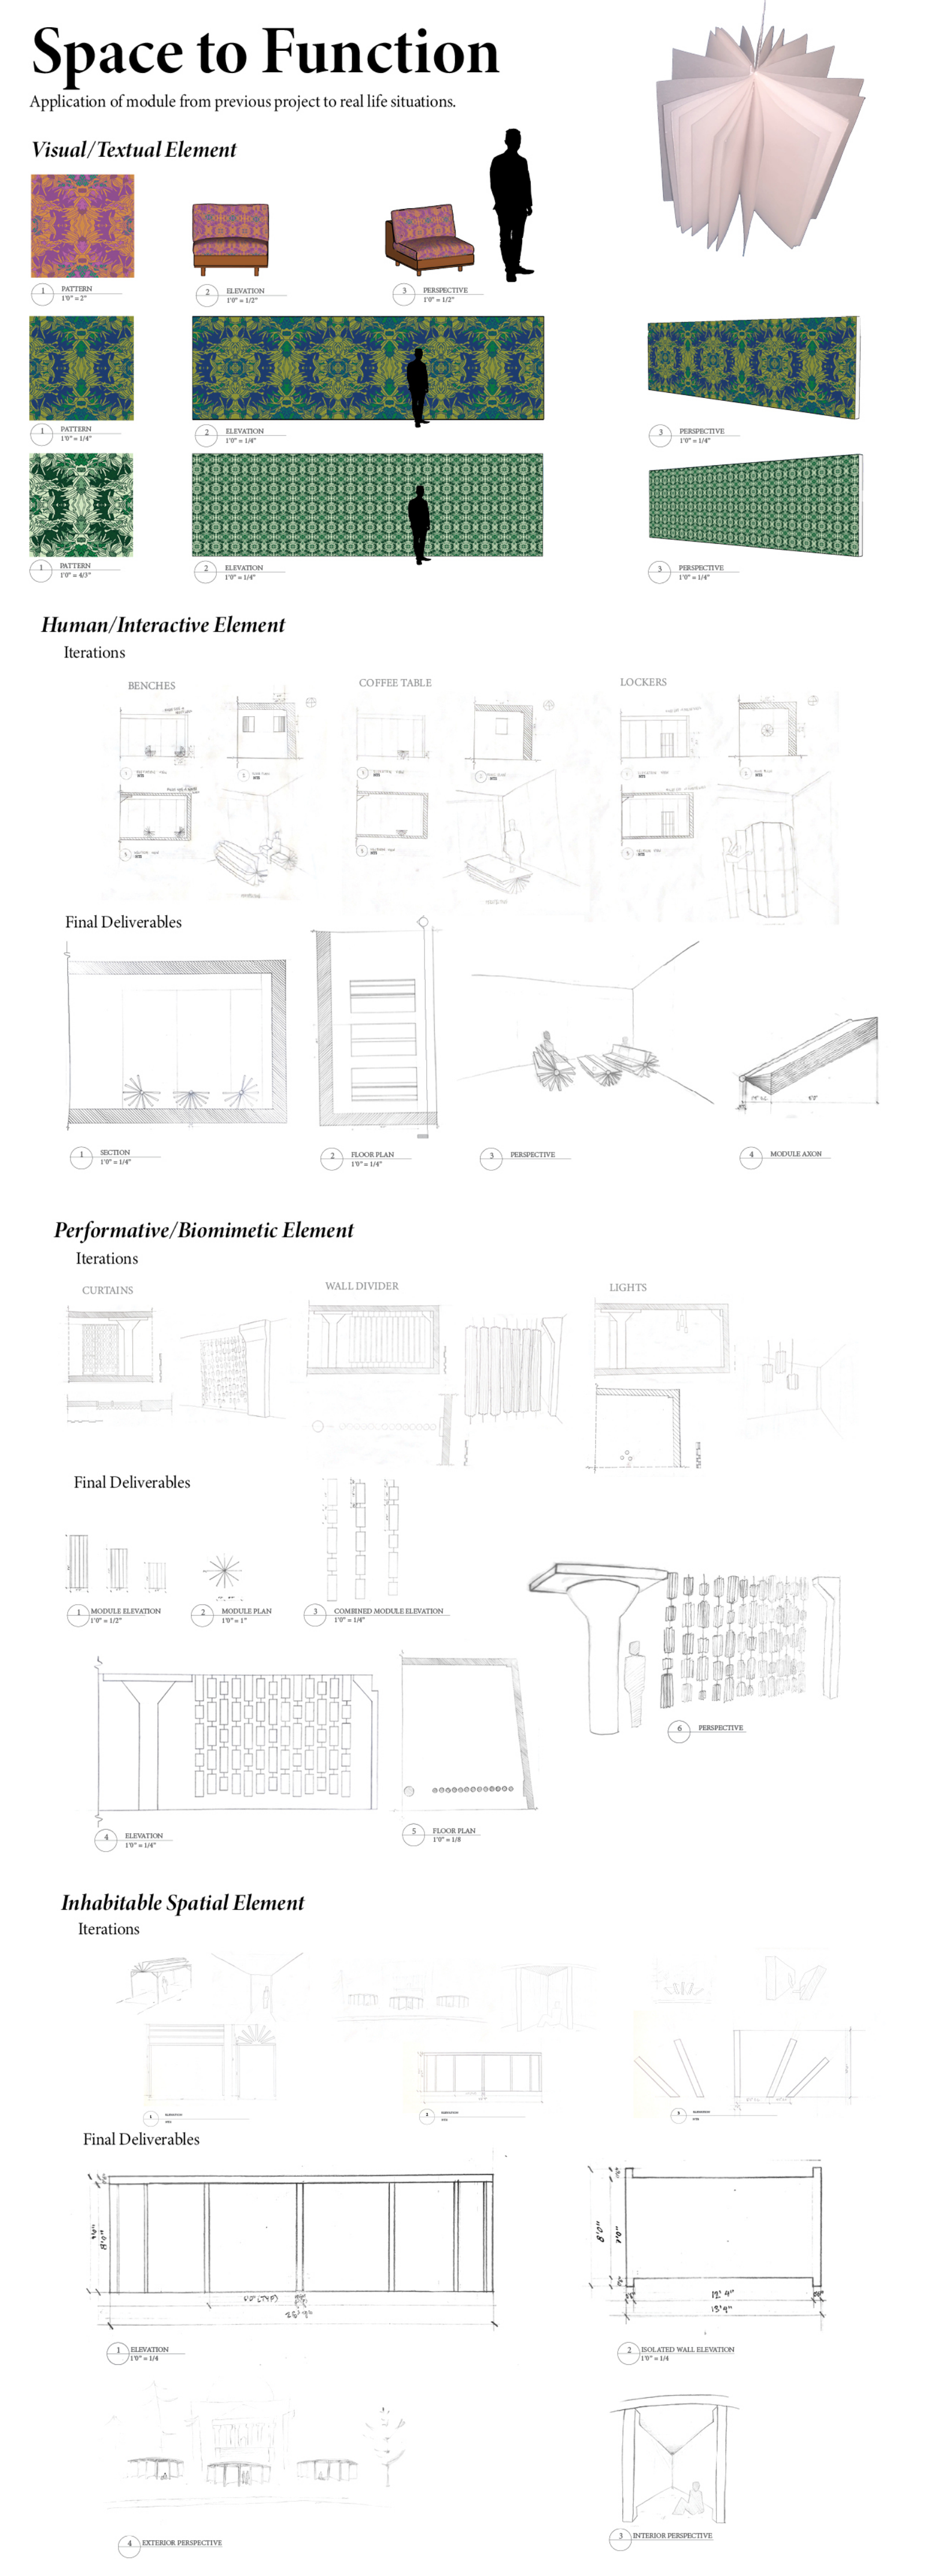 Space to Function
Application of module from previous project to real life situations.
Visual/Textual Element
1 PATTERN
1'0" = 2"
2 ELEVATION
1'0" = 1/2"
3 PERSPECTIVE
1'0" = 1/2"
1 PATTERN
1'0" = 1/4"
2 ELEVATION
1'0" = 1/4"
3 PERSPECTIVE
1'0" = 1/4"
1 PATTERN
1'0" = 4/3"
2 ELEVATION
1'0" = 1/4"
3 PERSPECTIVE
1'0" = 1/4"
Human/Interactive Element
Iterations
BENCHES
COFFEE TABLE
LOCKERS
Final Deliverables
1 SECTION
1'0" = 1/4"
2 FLOOR PLAN
1'0" = 1/4"
3 PERSPECTIVE
4 MODULE AXON
Performative/Biomimetic Element
Iterations
CURTAINS
WALL DIVIDER
LIGHTS
Final Deliverables
1 MODULE ELEVATION
1'0" = 1/2"
2 MODULE PLAN
1'0" = 1"
3 COMBINED MODULE ELEVATION
1'0" = 1/4"
6 PERSPECTIVE
4 ELEVATION
1'0" = 1/4"
5 FLOOR PLAN
1'0" = 1/8
Inhabitable Spatial Element
Iterations
1 ELEVATION
2 ELEVATION
3 ELEVATION
Final Deliverables
8'0"
8'0"
7'0"
12'4"
13'4"
1 ELEVATION
1'0" = 1/4
2 ISOLATED WALL ELEVATION
1'0" = 1/4
4 EXTERIOR PERSPECTIVE
3 INTERIOR PERSPECTIVE